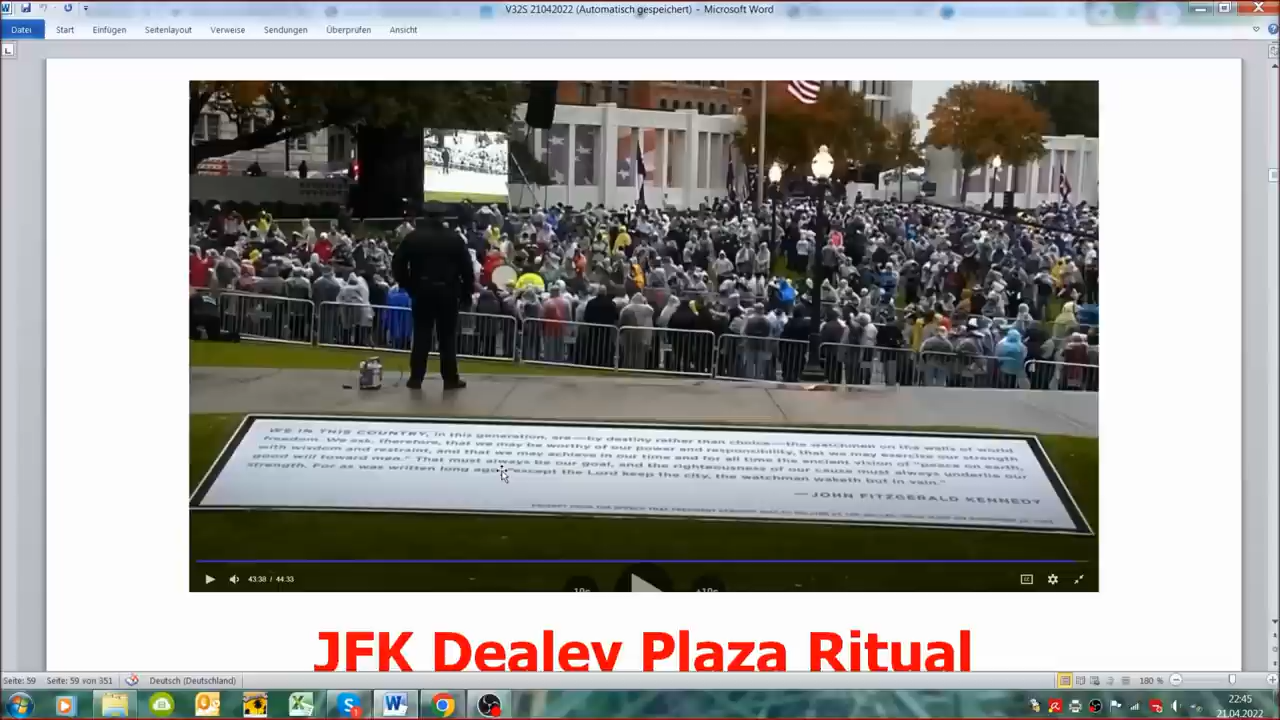 V32S 21042022 (Automatisch gespeichert) - Microsoft Word
Datei Start Einfügen Seitenlayout Verweise Sendungen Überprüfen Ansicht
WE IN THIS COUNTRY, in this generation, are—by destiny rather than choice—the watchmen on the walls of world
freedom. We ask, therefore, that we may be worthy of our power and responsibility, that we may exercise our strength
with wisdom and restraint, and that we may achieve in our time and for all time the ancient vision of "peace on earth,
good will toward men." That must always be our goal, and the righteousness of our cause must always underlie our
strength. For as was written long ago: "except the Lord keep the city, the watchman waketh but in vain."
—JOHN FITZGERALD KENNEDY
43:38 / 44:33
JFK Dealey Plaza Ritual
Seite: 59 Seite: 59 von 351 Deutsch (Deutschland) 180 %
22:45
21.04.2022